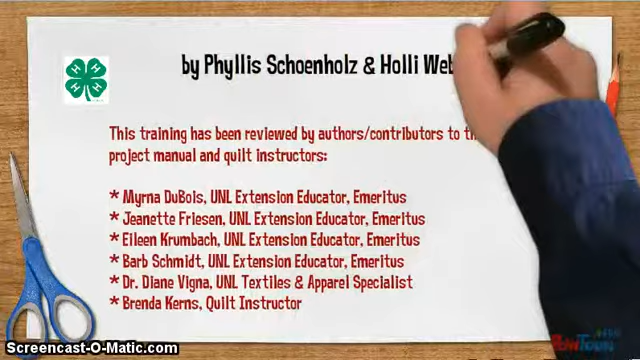 by Phyllis Schoenholz & Holli
This training has been reviewed by authors/contributors to
project manual and quilt instructors:
* Myrna DuBois, UNL Extension Educator, Emeritus
* Jeanette Friesen, UNL Extension Educator, Emeritus
* Eileen Krumbach, UNL Extension Educator, Emeritus
* Barb Schmidt, UNL Extension Educator, Emeritus
* Dr. Diane Vigna, UNL Textiles & Apparel Specialist
* Brenda Kerns, Quilt Instructor
Screencast-O-Matic.com